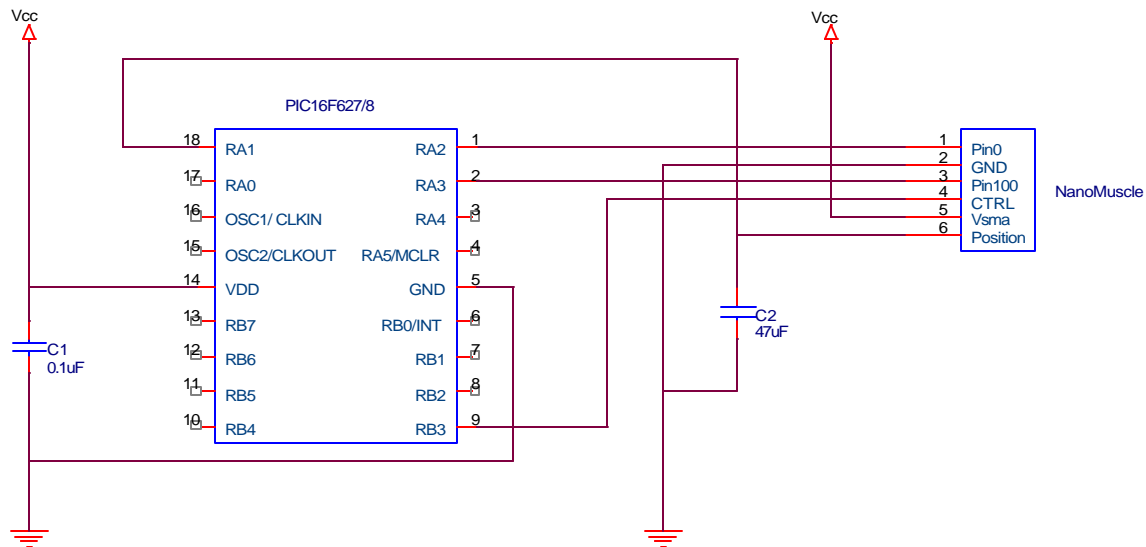 Vcc
Vcc
PIC16F627/8
18 RA1 RA2 1
17 RA0 RA3 2
16 OSC1/ CLKIN RA4 3
15 OSC2/CLKOUT RA5/MCLR 4
14 VDD GND 5
13 RB7 RB0/INT 6
12 RB6 RB1 7
11 RB5 RB2 8
10 RB4 RB3 9
1 Pin0
2 GND
3 Pin100
4 CTRL
5 Vsma
6 Position
NanoMuscle
C1
0.1uF
C2
47uF